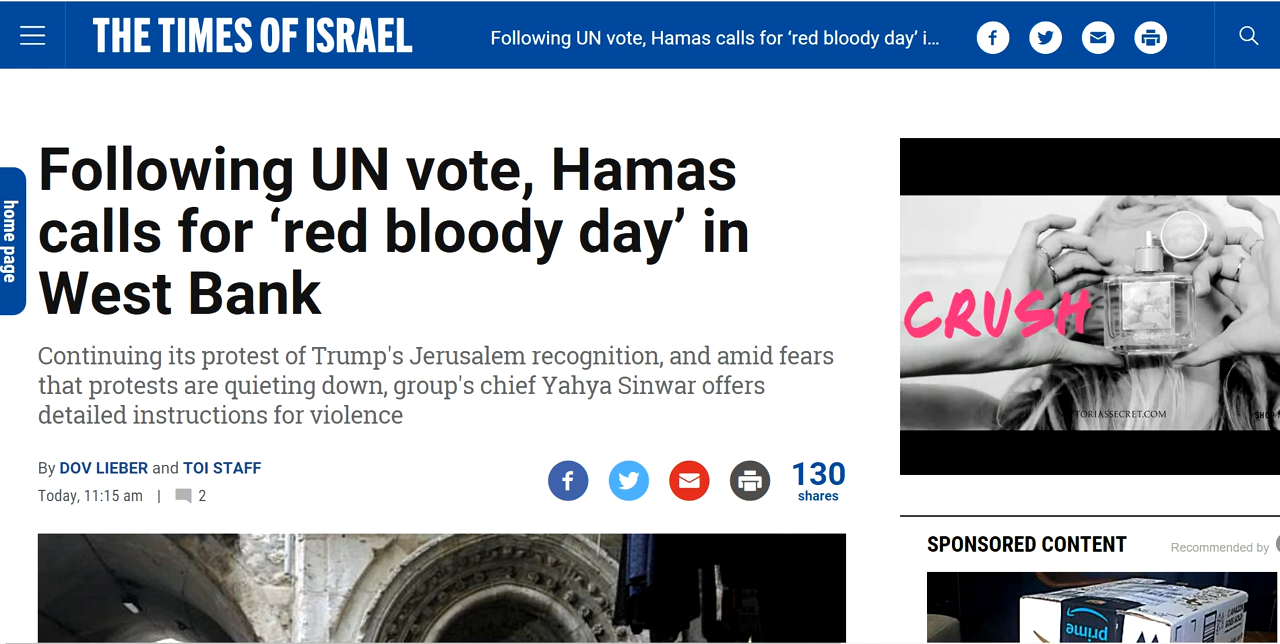 THE TIMES OF ISRAEL
Following UN vote, Hamas calls for ‘red bloody day’ i...
home page
Following UN vote, Hamas
calls for ‘red bloody day’ in
West Bank
Continuing its protest of Trump's Jerusalem recognition, and amid fears
that protests are quieting down, group's chief Yahya Sinwar offers
detailed instructions for violence
By DOV LIEBER and TOI STAFF
Today, 11:15 am | 2
130
shares
CRUSH
TORIASSECRET.COM
SHOP
SPONSORED CONTENT
Recommended by
prime